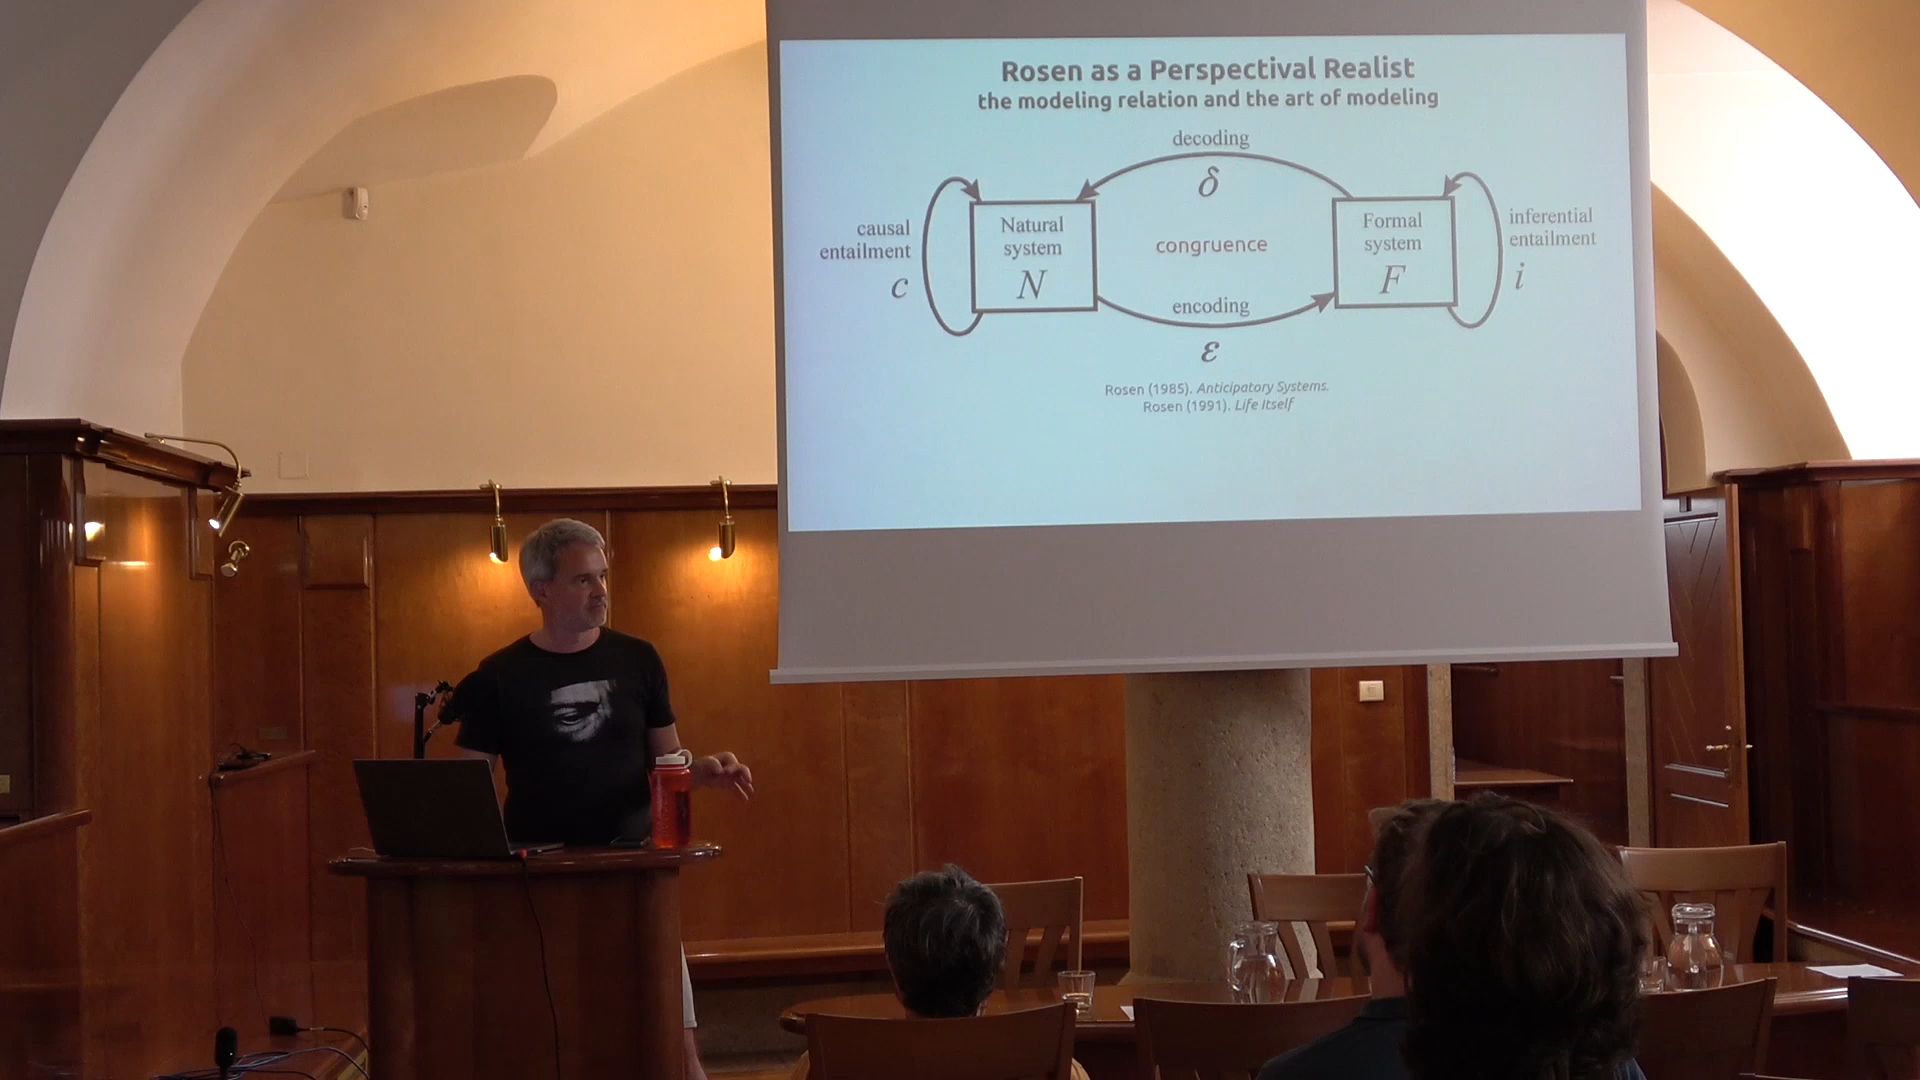 Rosen as a Perspectival Realist
the modeling relation and the art of modeling
decoding
δ
causal
entailment
c
Natural
system
N
congruence
Formal
system
F
inferential
entailment
i
encoding
ε
Rosen (1985). Anticipatory Systems.
Rosen (1991). Life Itself